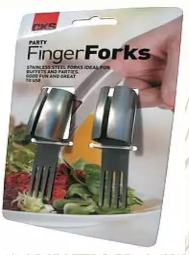 CKS
PARTY
FingerForks
STAINLESS STEEL FORKS IDEAL FOR
BUFFETS AND PARTIES.
GOOD FUN AND GREAT
TO USE